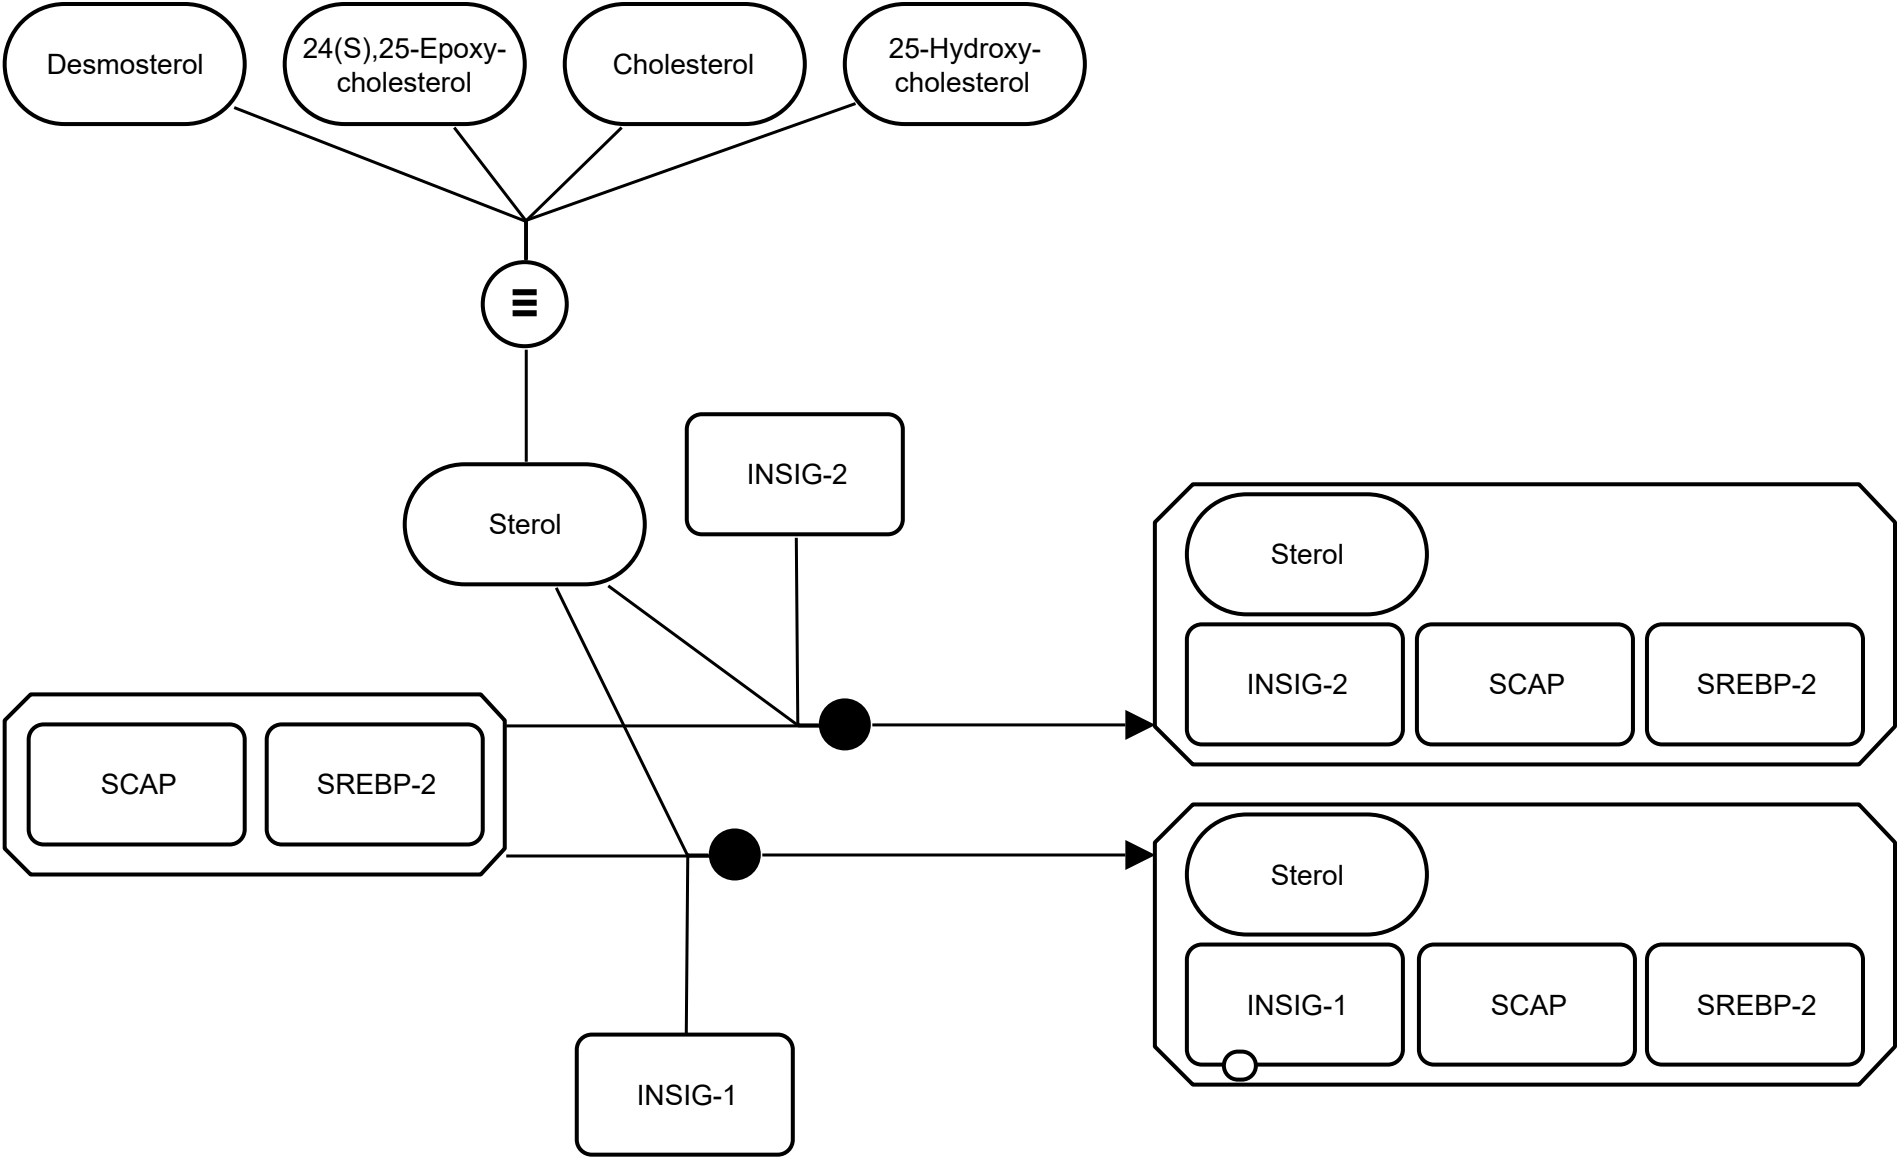 Desmosterol
24(S),25-Epoxy-
cholesterol
Cholesterol
25-Hydroxy-
cholesterol
Sterol
INSIG-2
Sterol
INSIG-2
SCAP
SREBP-2
SCAP
SREBP-2
Sterol
INSIG-1
SCAP
SREBP-2
INSIG-1